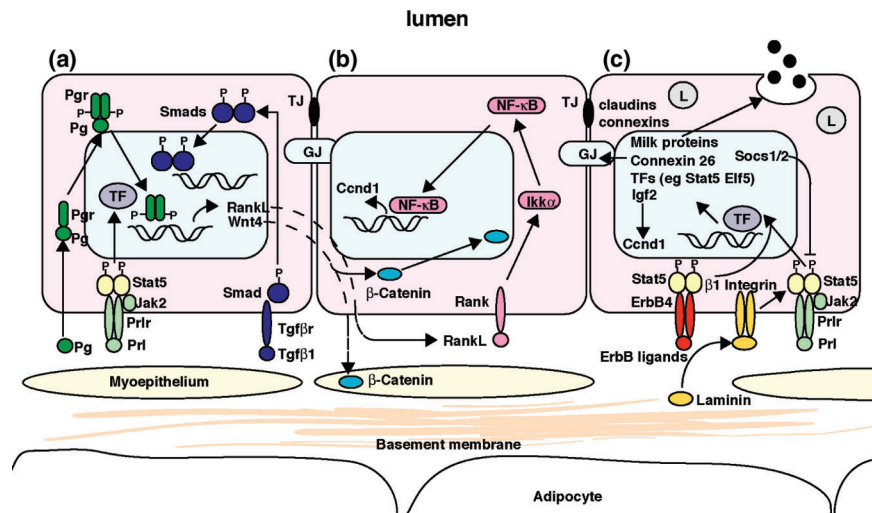 lumen
(a)
Pgr
P
P
Pg
Smads
P
P
P
P
TF
P
P
RankL
Wnt4
Pgr
Pg
P
P
Stat5
Jak2
Prlr
Prl
Pg
P
Smad
Tgfβr
Tgfβ1
TJ
GJ
(b)
NF-κB
Ccnd1
NF-κB
Ikkα
β-Catenin
Rank
RankL
TJ
GJ
(c)
claudins
connexins
L
L
Milk proteins
Connexin 26
TFs (eg Stat5 Elf5)
Igf2
Socs1/2
Ccnd1
TF
P
P
Stat5
β1 Integrin
ErbB4
ErbB ligands
P
P
Stat5
Jak2
Prlr
Prl
Laminin
Myoepithelium
β-Catenin
Basement membrane
Adipocyte